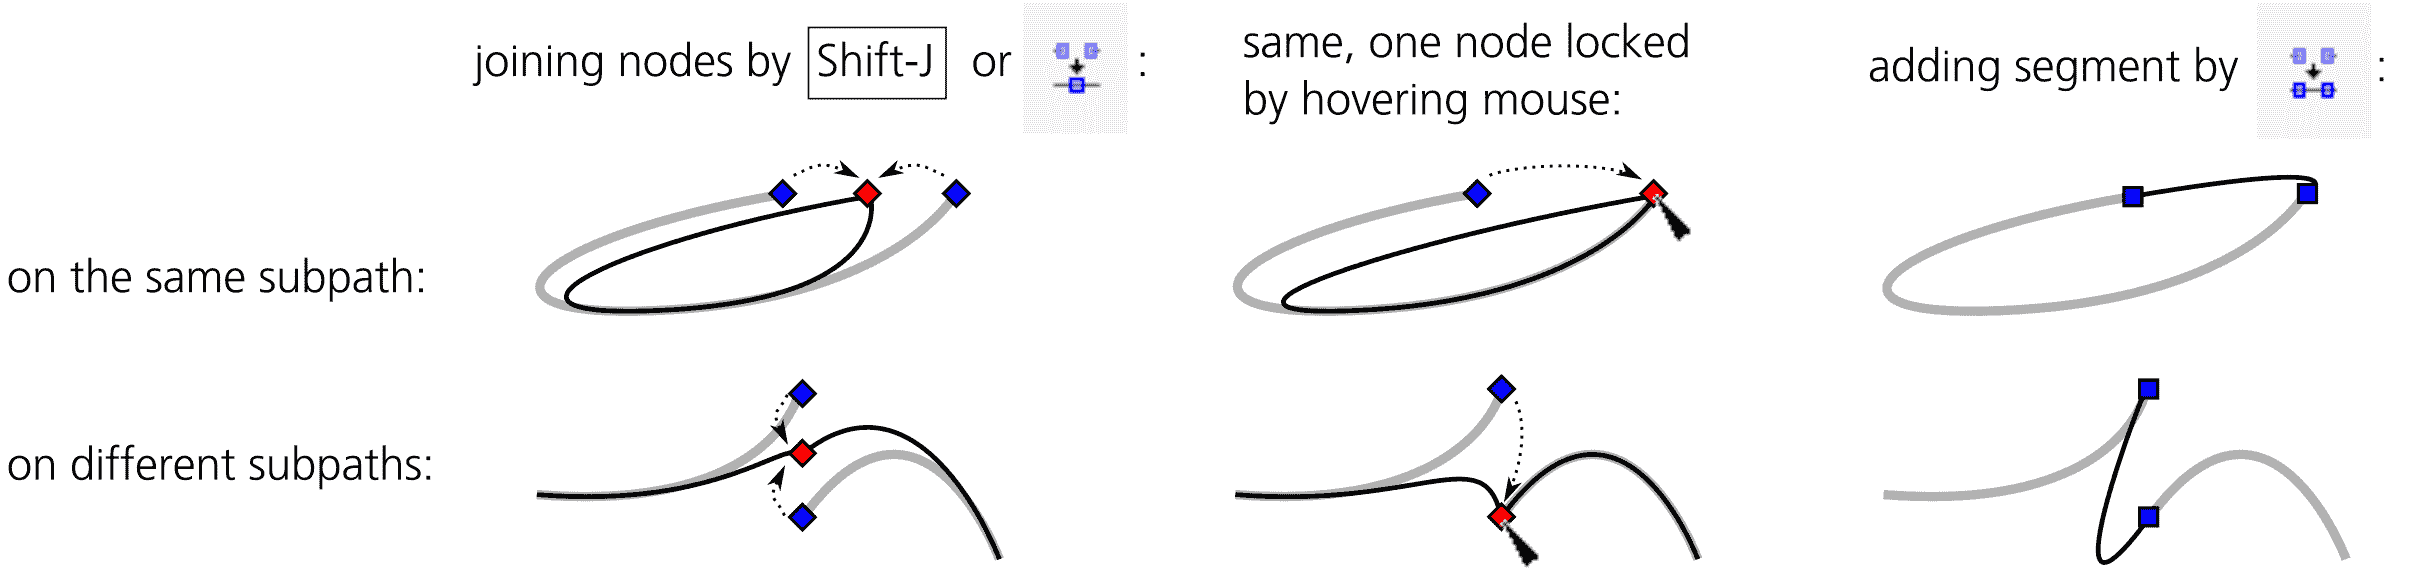 joining nodes by Shift-J or :
same, one node locked
by hovering mouse:
adding segment by :
on the same subpath:
on different subpaths: